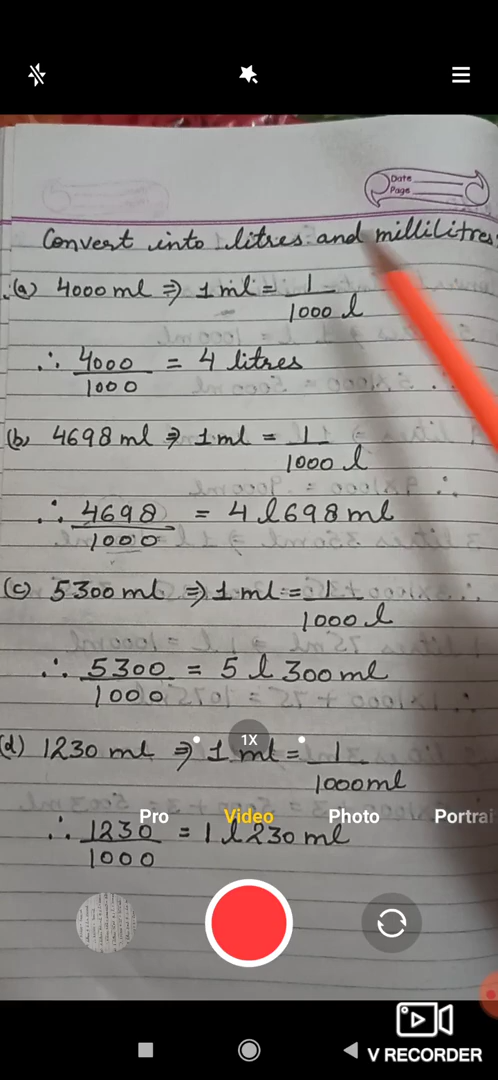 Date
Page
Convert into litres and millilitres:
(a) 4000 ml ⇒ 1 ml = 1/1000 l
∴ 4000/1000 = 4 litres
(b) 4698 ml ⇒ 1 ml = 1/1000 l
∴ 4698/1000 = 4 l 698 ml
(c) 5300 ml ⇒ 1 ml = 1/1000 l
∴ 5300/1000 = 5 l 300 ml
1X
(d) 1230 ml ⇒ 1 ml = 1/1000ml
Pro Video Photo Portrai
∴ 1230/1000 = 1 l 230 ml
V RECORDER